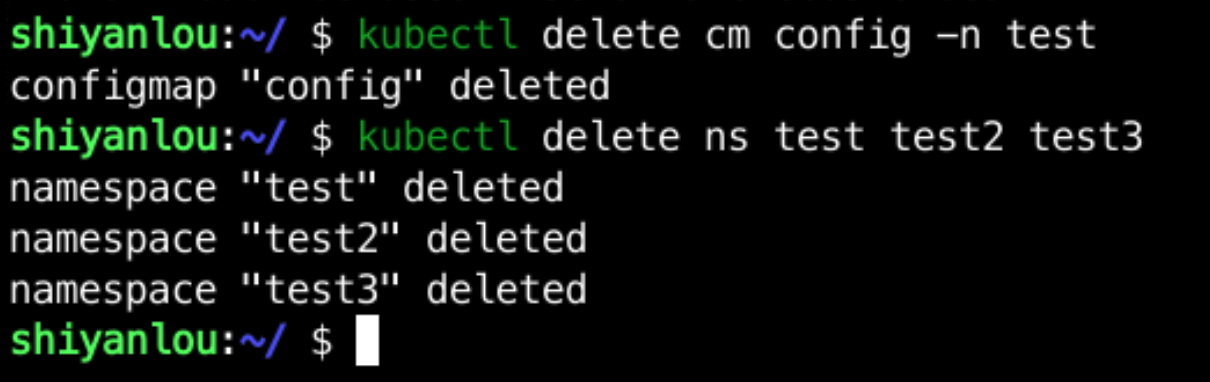 shiyanlou:~/ $ kubectl delete cm config -n test
configmap "config" deleted
shiyanlou:~/ $ kubectl delete ns test test2 test3
namespace "test" deleted
namespace "test2" deleted
namespace "test3" deleted
shiyanlou:~/ $